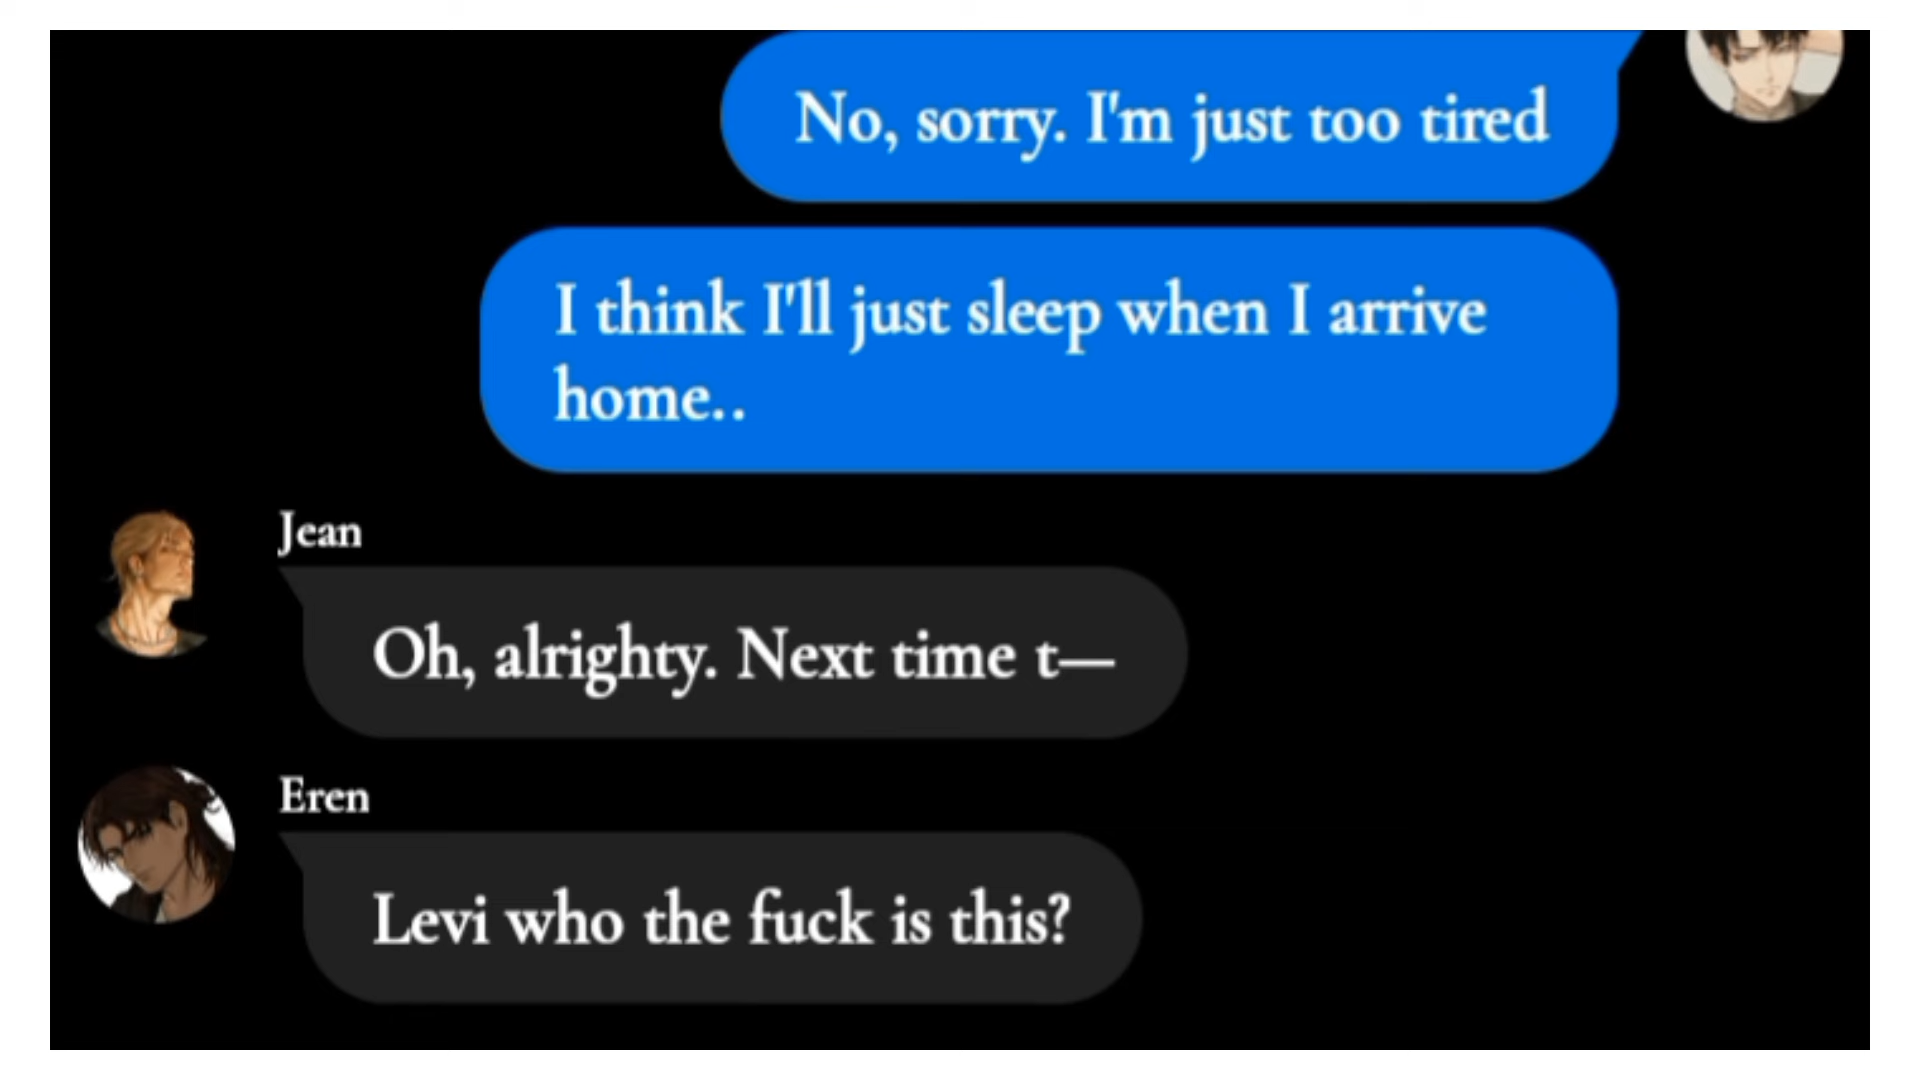 No, sorry. I'm just too tired
I think I'll just sleep when I arrive
home..
Jean
Oh, alrighty. Next time t—
Eren
Levi who the fuck is this?